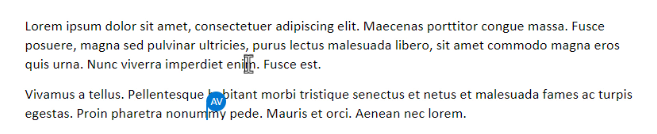 Lorem ipsum dolor sit amet, consectetuer adipiscing elit. Maecenas porttitor congue massa. Fusce
posuere, magna sed pulvinar ultricies, purus lectus malesuada libero, sit amet commodo magna eros
quis urna. Nunc viverra imperdiet enim. Fusce est.
Vivamus a tellus. Pellentesque habitant morbi tristique senectus et netus et malesuada fames ac turpis
AV
egestas. Proin pharetra nonummy pede. Mauris et orci. Aenean nec lorem.